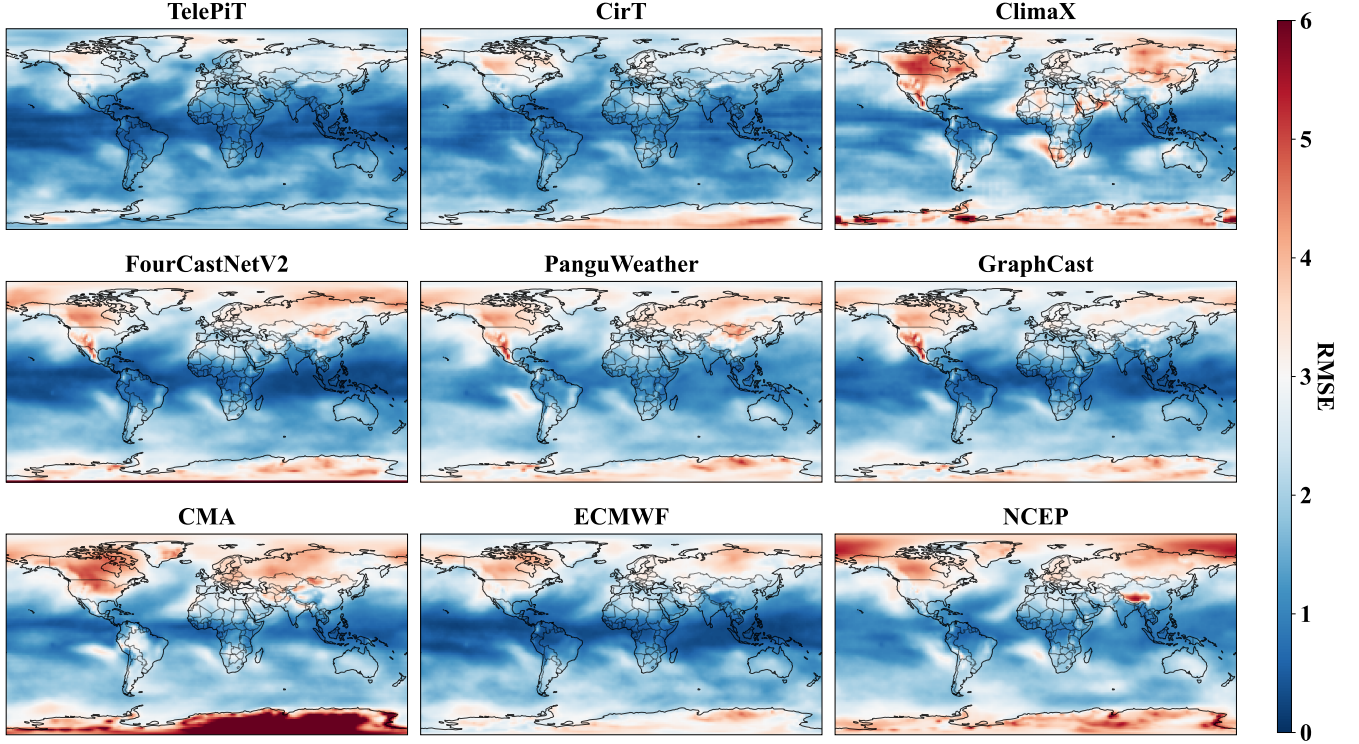 TelePiT
CirT
ClimaX
FourCastNetV2
PanguWeather
GraphCast
CMA
ECMWF
NCEP
6
5
4
3
2
1
0
RMSE